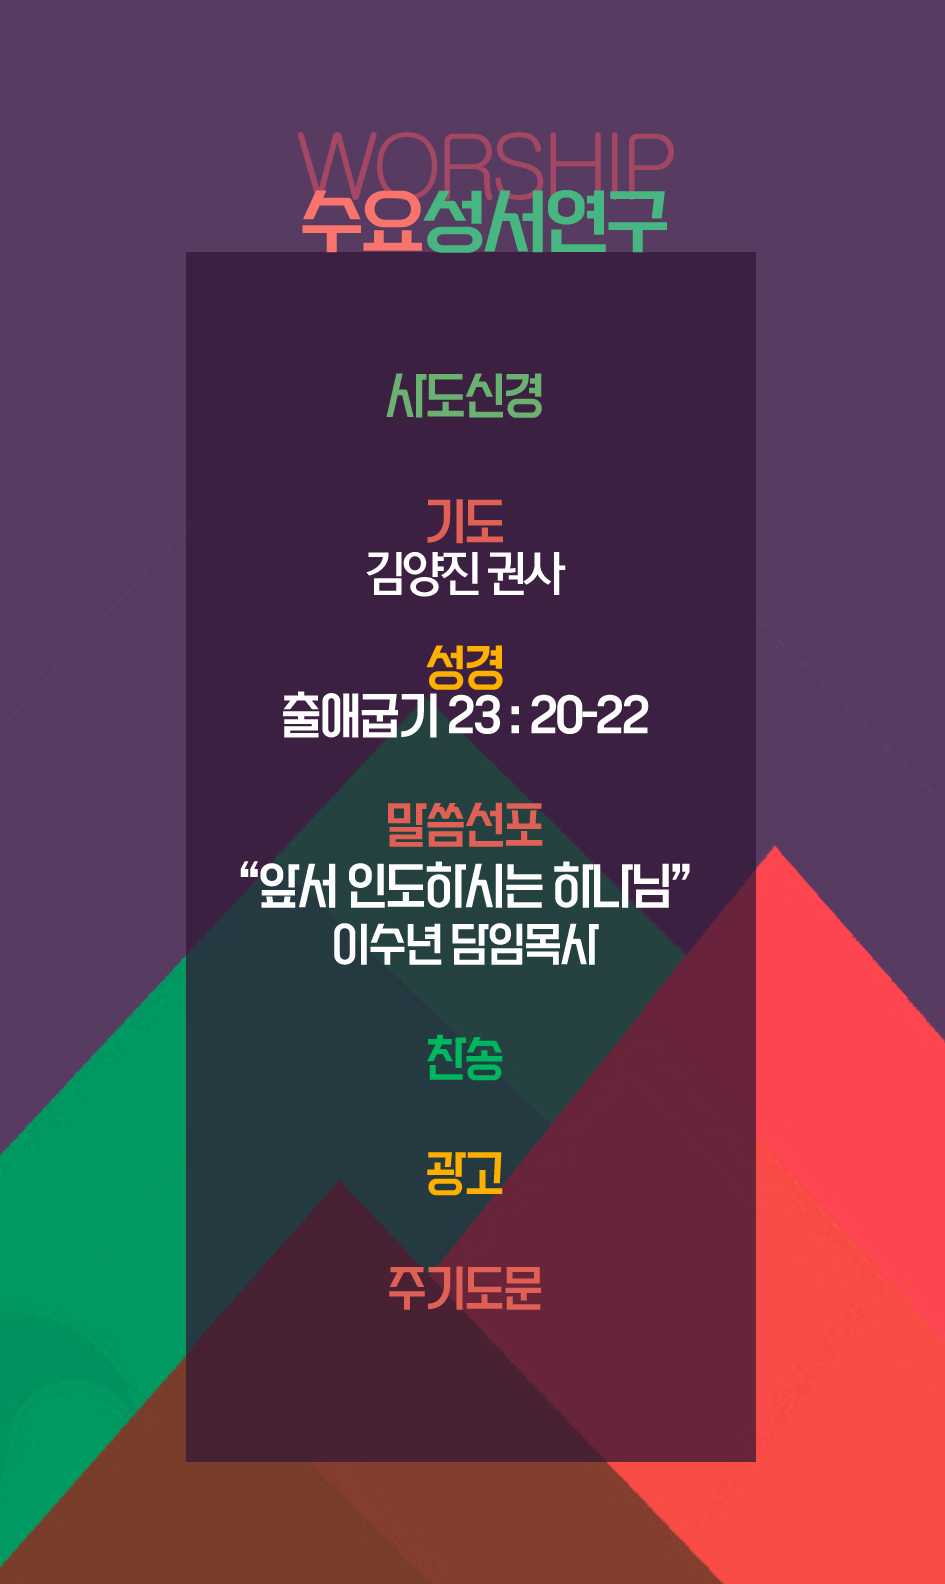 WORSHIP
수요성서연구
사도신경
기도
김양진 권사
성경
출애굽기 23 : 20-22
말씀선포
“앞서 인도하시는 하나님”
이수년 담임목사
찬송
광고
주기도문